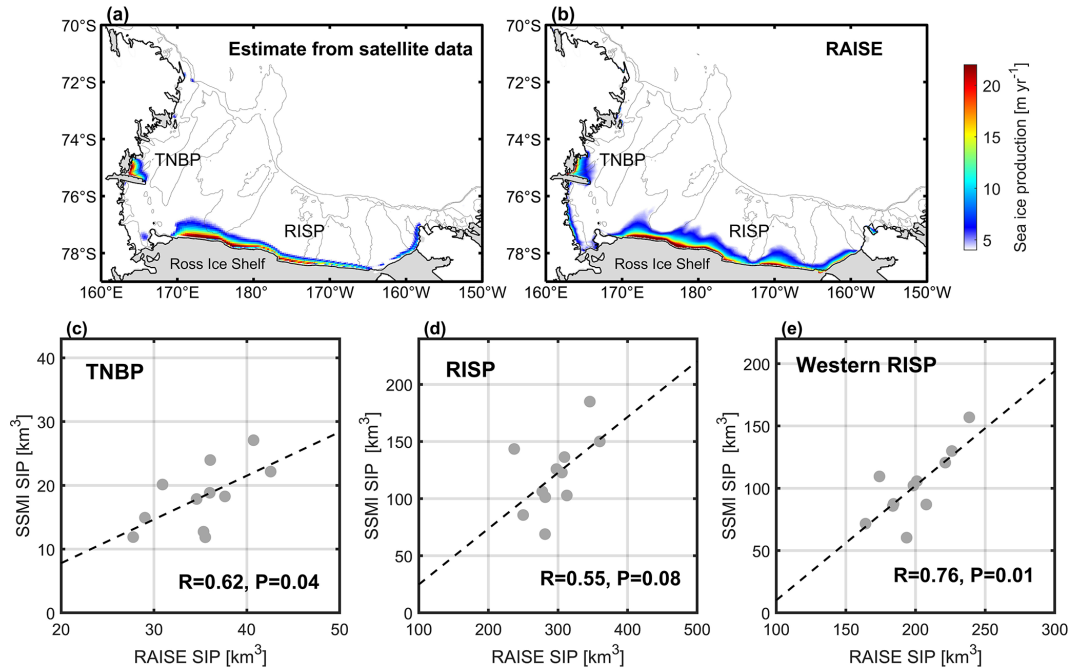 (a)
(b)
70°S
72°S
74°S
76°S
78°S
160°E
170°E
180°
170°W
160°W
150°W
Estimate from satellite data
TNBP
RISP
Ross Ice Shelf
70°S
72°S
74°S
76°S
78°S
160°E
170°E
180°
170°W
160°W
150°W
RAISE
TNBP
RISP
Ross Ice Shelf
20
15
10
5
Sea ice production [m yr⁻¹]
(c)
TNBP
40
30
20
10
0
SSMI SIP [km³]
R=0.62, P=0.04
20
30
40
50
RAISE SIP [km³]
(d)
RISP
200
150
100
50
0
SSMI SIP [km³]
R=0.55, P=0.08
100
200
300
400
500
RAISE SIP [km³]
(e)
Western RISP
200
150
100
50
0
SSMI SIP [km³]
R=0.76, P=0.01
100
150
200
250
300
RAISE SIP [km³]